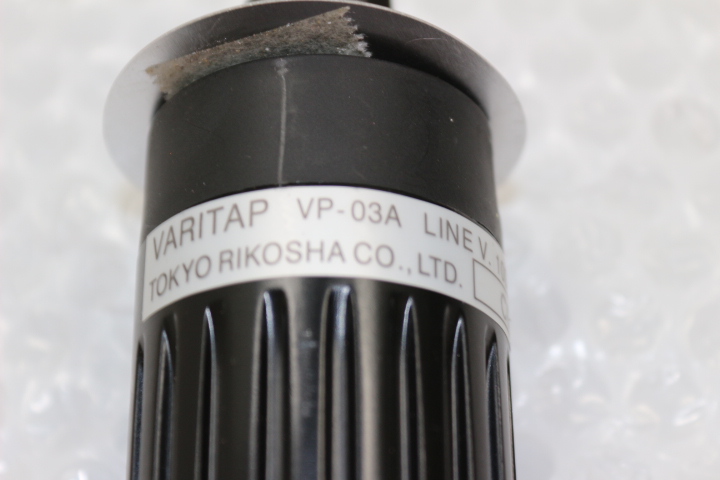 VARITAP VP-03A LINE V.
TOKYO RIKOSHA CO., LTD.